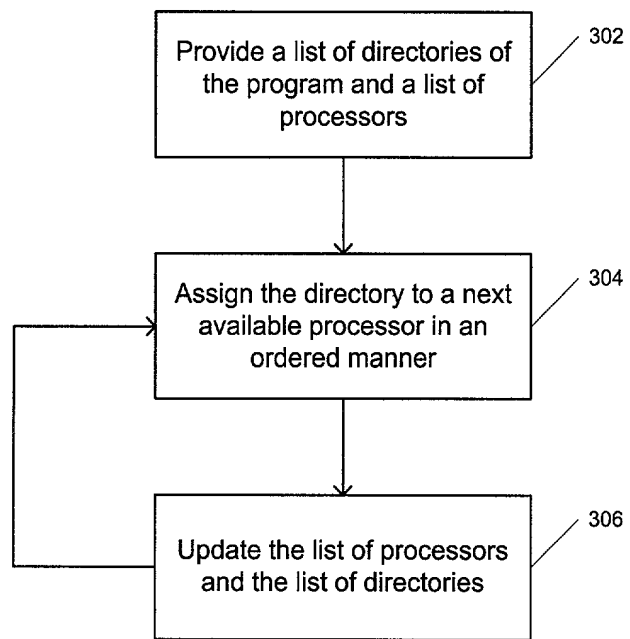 Provide a list of directories of
the program and a list of
processors
302
Assign the directory to a next
available processor in an
ordered manner
304
Update the list of processors
and the list of directories
306